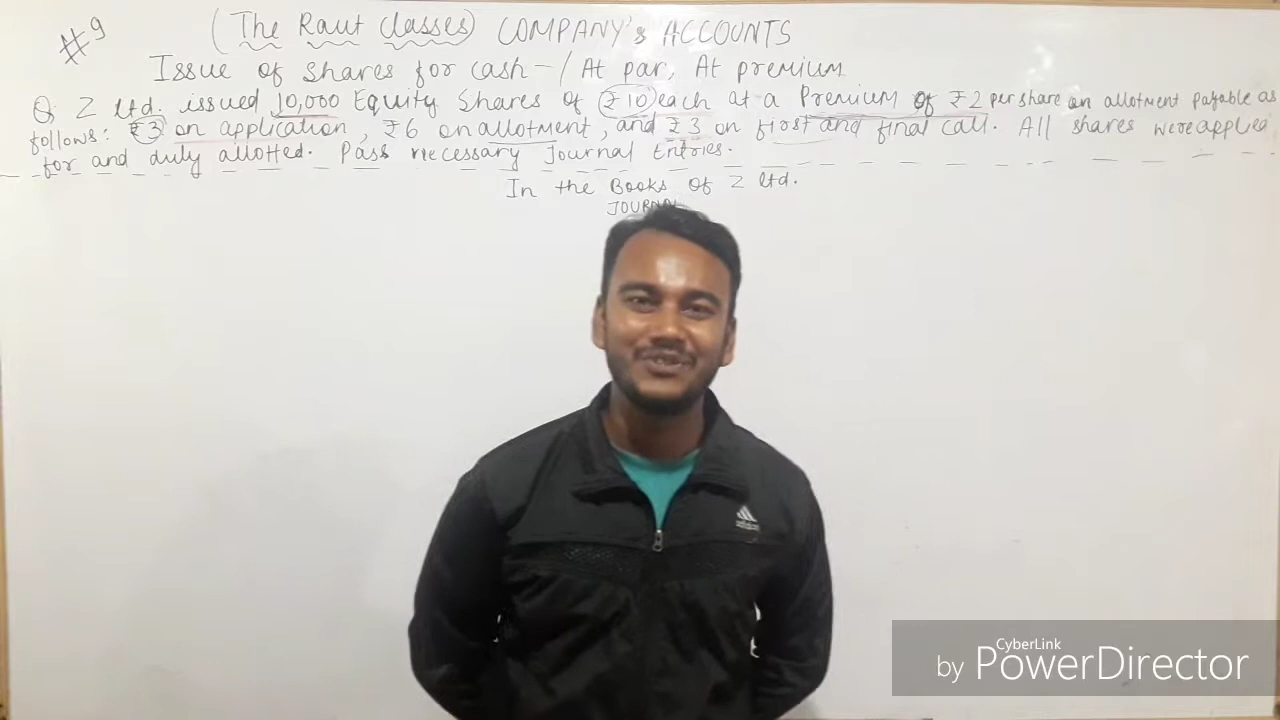 #9
(The Raut Classes) COMPANY's ACCOUNTS
Issue of Shares for cash - / At par, At premium
Q. Z Ltd. issued 10,000 Equity Shares of ₹10 each at a Premium of ₹2 per share on allotment payable as
follows: ₹3 on application, ₹6 on allotment, and ₹3 on first and final call. All shares were applied
for and duly allotted. Pass necessary Journal Entries.
In the Books of Z Ltd.
JOURNAL
adidas
CyberLink
by PowerDirector